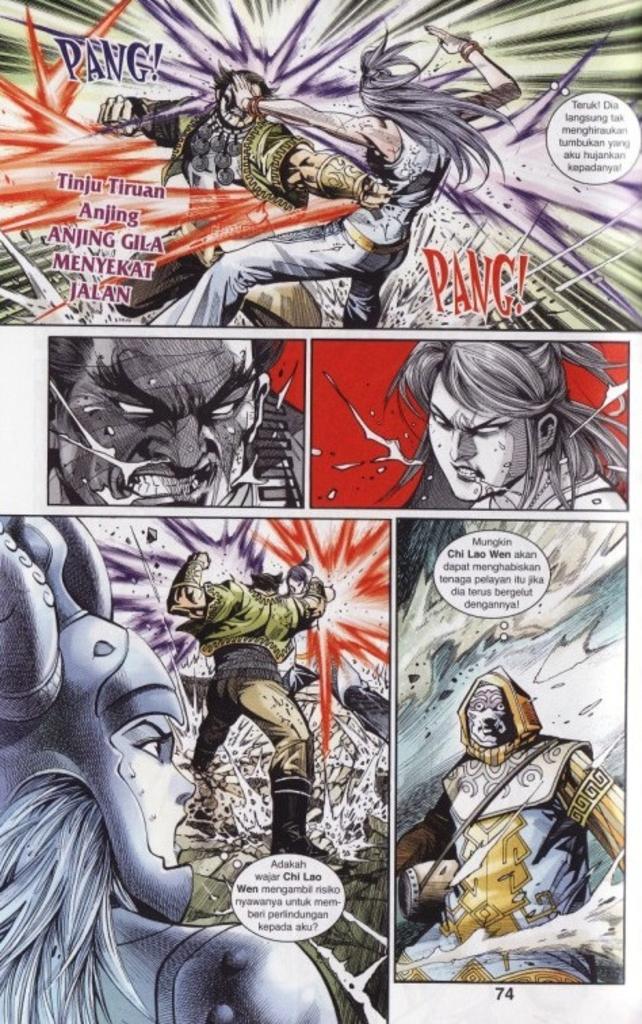 PANG!
Teruk! Dia
langsung tak
menghiraukan
tumbukan yang
aku hujankan
kepadanya!
Tinju Tiruan
Anjing
ANJING GILA
MENYEKAT
JALAN
PANG!
Adakah
wajar Chi Lao
Wen mengambil risiko
nyawanya untuk mem-
beri perlindungan
kepada aku?
Mungkin
Chi Lao Wen akan
dapat menghabiskan
tenaga pelayan itu jika
dia terus bergelut
dengannya!
74